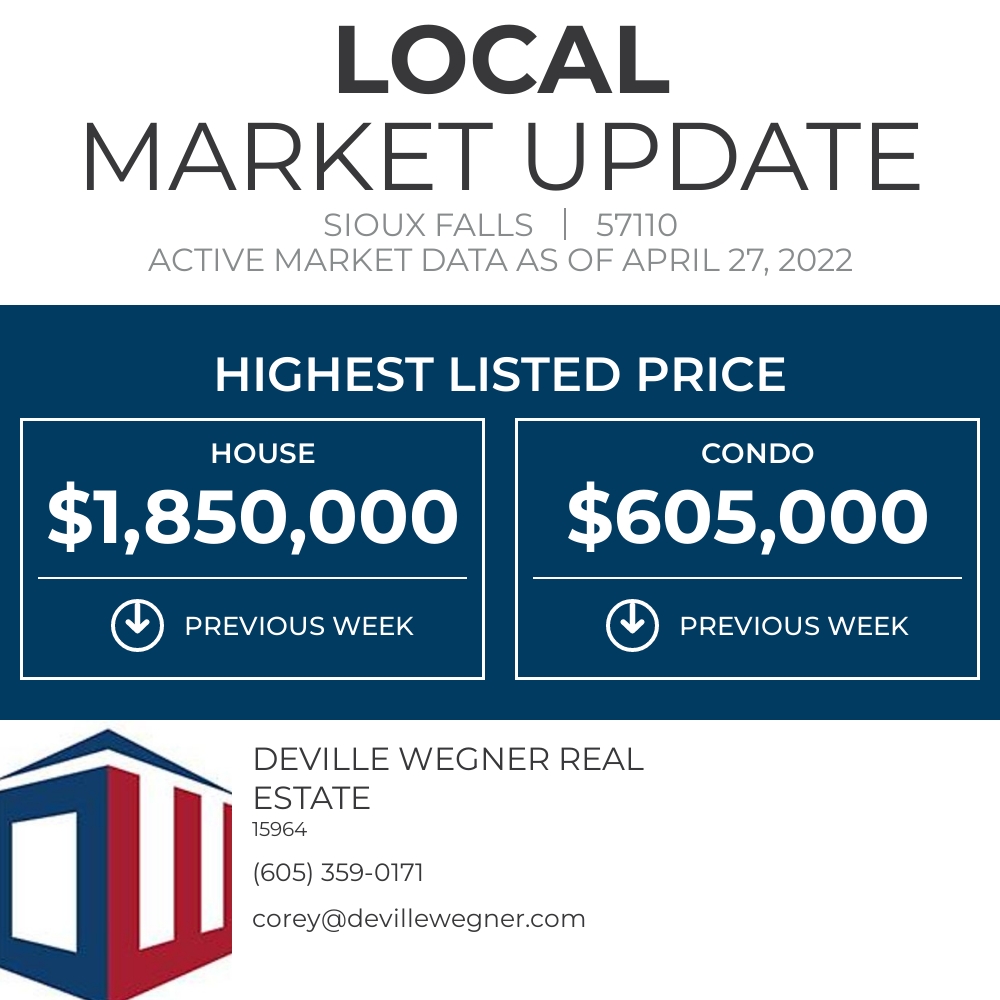 LOCAL
MARKET UPDATE
SIOUX FALLS | 57110
ACTIVE MARKET DATA AS OF APRIL 27, 2022
HIGHEST LISTED PRICE
HOUSE
$1,850,000
PREVIOUS WEEK
CONDO
$605,000
PREVIOUS WEEK
DEVILLE WEGNER REAL
ESTATE
15964
(605) 359-0171
corey@devillewegner.com